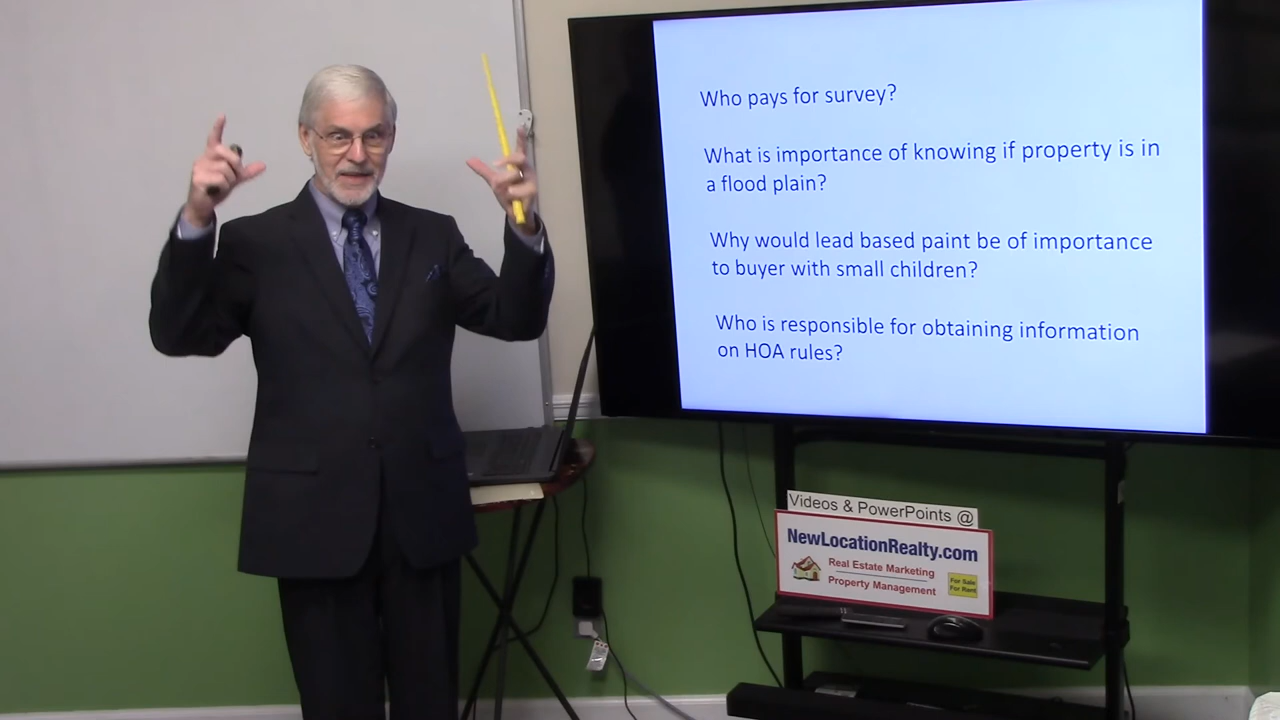 Who pays for survey?
What is importance of knowing if property is in
a flood plain?
Why would lead based paint be of importance
to buyer with small children?
Who is responsible for obtaining information
on HOA rules?
Videos & PowerPoints @
NewLocationRealty.com
Real Estate Marketing
Property Management
For Sale
For Rent